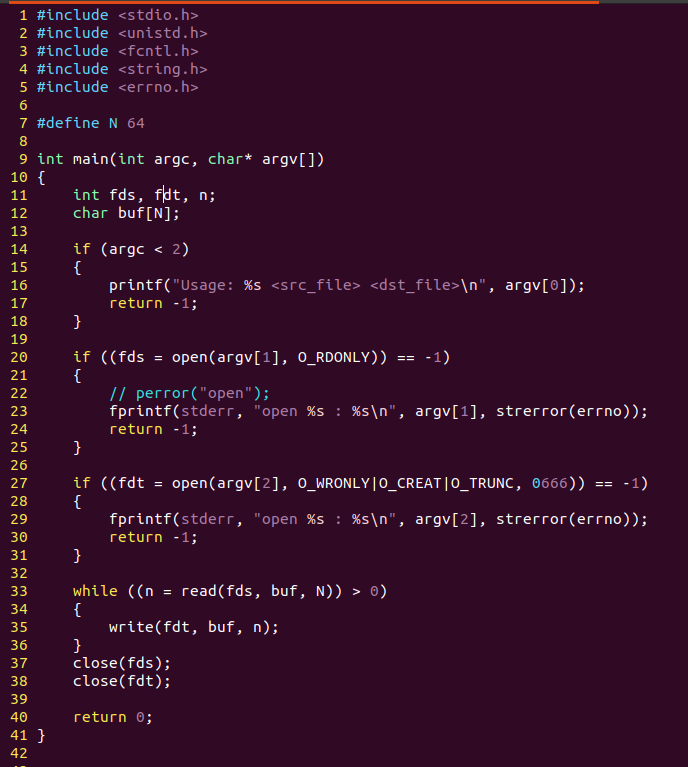 1 #include <stdio.h>
2 #include <unistd.h>
3 #include <fcntl.h>
4 #include <string.h>
5 #include <errno.h>
6
7 #define N 64
8
9 int main(int argc, char* argv[])
10 {
11     int fds, fdt, n;
12     char buf[N];
13
14     if (argc < 2)
15     {
16         printf("Usage: %s <src_file> <dst_file>\n", argv[0]);
17         return -1;
18     }
19
20     if ((fds = open(argv[1], O_RDONLY)) == -1)
21     {
22         // perror("open");
23         fprintf(stderr, "open %s : %s\n", argv[1], strerror(errno));
24         return -1;
25     }
26
27     if ((fdt = open(argv[2], O_WRONLY|O_CREAT|O_TRUNC, 0666)) == -1)
28     {
29         fprintf(stderr, "open %s : %s\n", argv[2], strerror(errno));
30         return -1;
31     }
32
33     while ((n = read(fds, buf, N)) > 0)
34     {
35         write(fdt, buf, n);
36     }
37     close(fds);
38     close(fdt);
39
40     return 0;
41 }
42